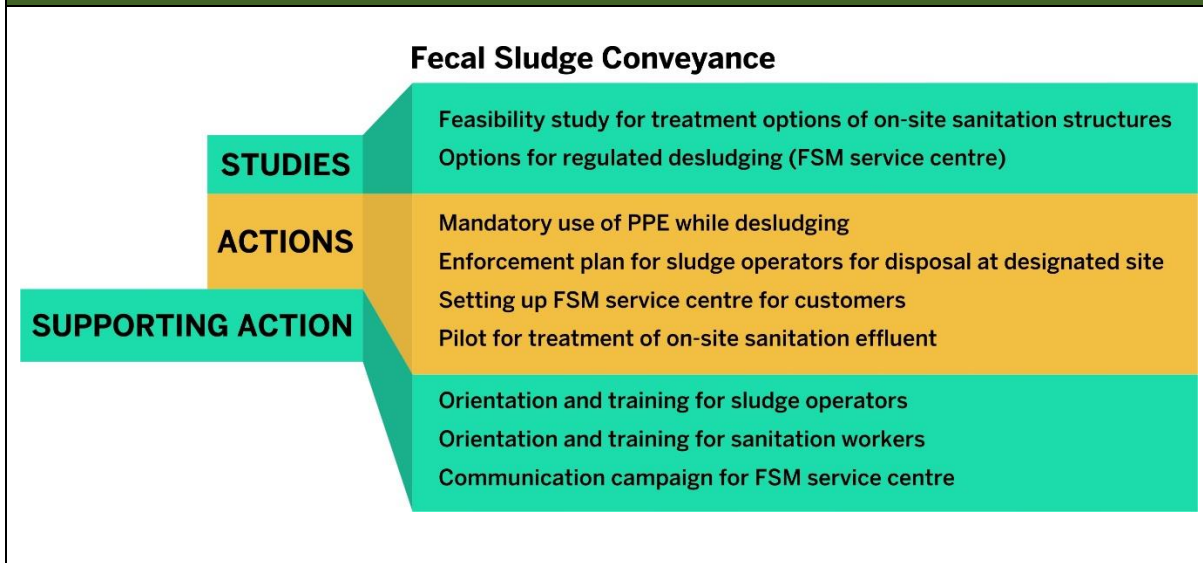 Fecal Sludge Conveyance
STUDIES
Feasibility study for treatment options of on-site sanitation structures
Options for regulated desludging (FSM service centre)
ACTIONS
Mandatory use of PPE while desludging
Enforcement plan for sludge operators for disposal at designated site
Setting up FSM service centre for customers
Pilot for treatment of on-site sanitation effluent
SUPPORTING ACTION
Orientation and training for sludge operators
Orientation and training for sanitation workers
Communication campaign for FSM service centre